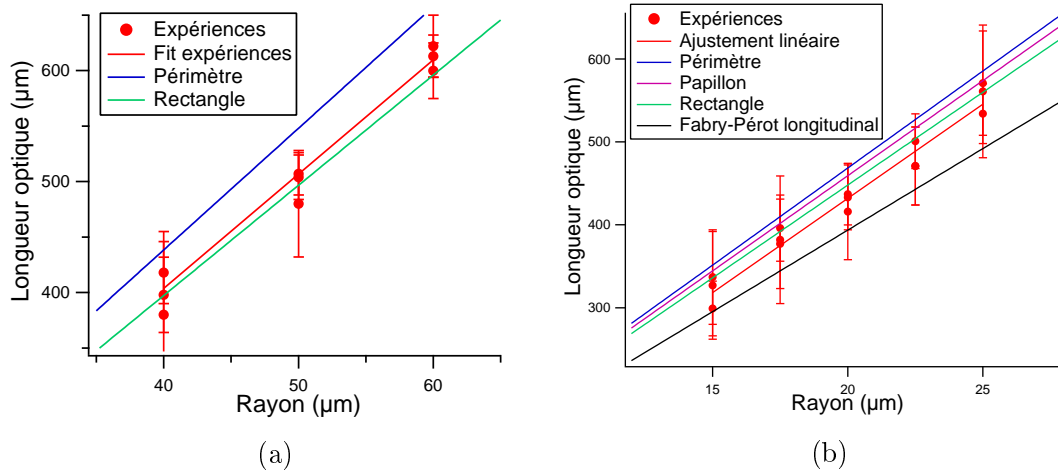 Expériences
Fit expériences
Périmètre
Rectangle
Longueur optique (µm)
600
500
400
40
50
60
Rayon (µm)
(a)
Expériences
Ajustement linéaire
Périmètre
Papillon
Rectangle
Fabry-Pérot longitudinal
Longueur optique (µm)
600
500
400
300
15
20
25
Rayon (µm)
(b)